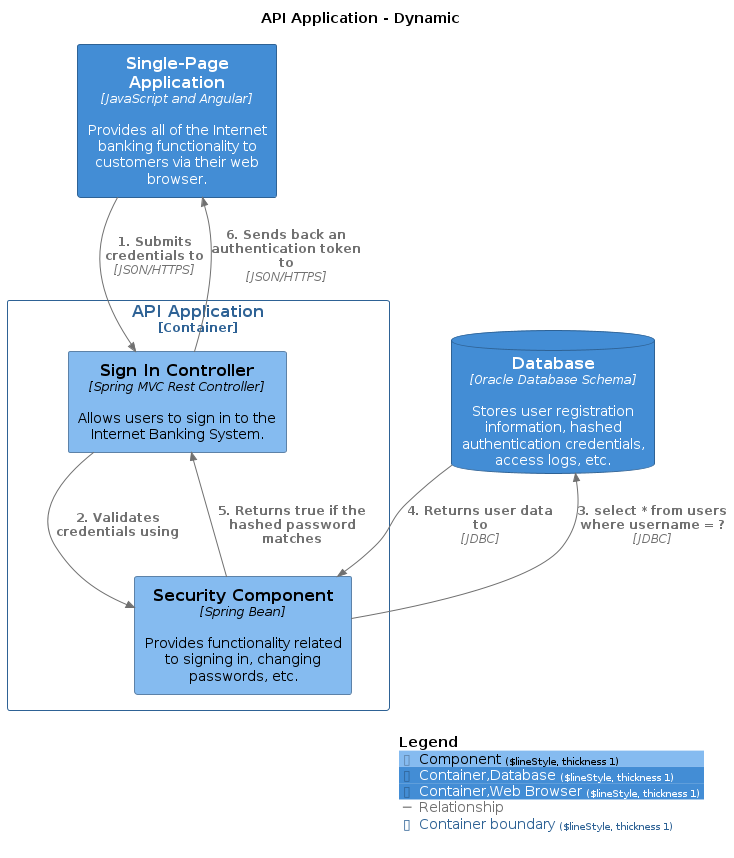 API Application - Dynamic
Single-Page
Application
[JavaScript and Angular]
Provides all of the Internet
banking functionality to
customers via their web
browser.
1. Submits
credentials to
[JSON/HTTPS]
6. Sends back an
authentication token
to
[JSON/HTTPS]
API Application
[Container]
Sign In Controller
[Spring MVC Rest Controller]
Allows users to sign in to the
Internet Banking System.
Database
[Oracle Database Schema]
Stores user registration
information, hashed
authentication credentials,
access logs, etc.
2. Validates
credentials using
5. Returns true if the
hashed password
matches
4. Returns user data
to
[JDBC]
3. select * from users
where username = ?
[JDBC]
Security Component
[Spring Bean]
Provides functionality related
to signing in, changing
passwords, etc.
Legend
Component ($lineStyle, thickness 1)
Container,Database ($lineStyle, thickness 1)
Container,Web Browser ($lineStyle, thickness 1)
Relationship
Container boundary ($lineStyle, thickness 1)